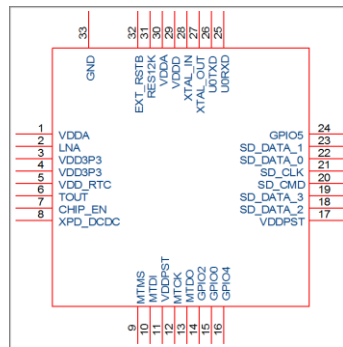 33 32 31 30 29 28 27 26 25
GND EXT_RSTB RES12K VDDA VDDD XTAL_IN XTAL_OUT U0TXD U0RXD
1 VDDA GPIO5 24
2 LNA SD_DATA_1 23
3 VDD3P3 SD_DATA_0 22
4 VDD3P3 SD_CLK 21
5 VDD_RTC SD_CMD 20
6 TOUT SD_DATA_3 19
7 CHIP_EN SD_DATA_2 18
8 XPD_DCDC VDDPST 17
MTMS MTDI VDDPST MTCK MTDO GPIO2 GPIO0 GPIO4
9 10 11 12 13 14 15 16